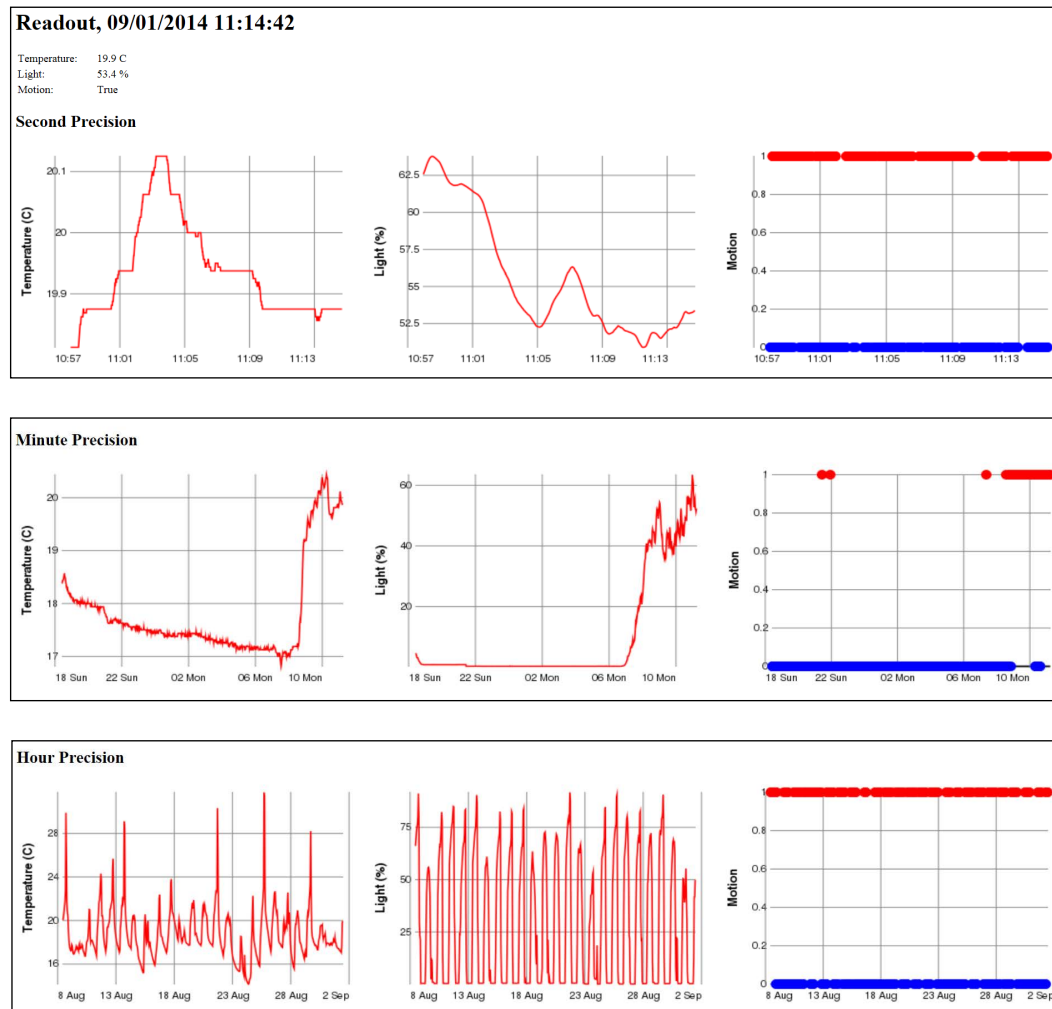 Readout, 09/01/2014 11:14:42
Temperature: 19.9 C
Light: 53.4 %
Motion: True
Second Precision
Temperature (C)
20.1
20
19.9
10:57 11:01 11:05 11:09 11:13
Light (%)
62.5
60
57.5
55
52.5
10:57 11:01 11:05 11:09 11:13
Motion
1
0.8
0.6
0.4
0.2
0
10:57 11:01 11:05 11:09 11:13
Minute Precision
Temperature (C)
20
19
18
17
18 Sun 22 Sun 02 Mon 06 Mon 10 Mon
Light (%)
60
40
20
18 Sun 22 Sun 02 Mon 06 Mon 10 Mon
Motion
1
0.8
0.6
0.4
0.2
0
18 Sun 22 Sun 02 Mon 06 Mon 10 Mon
Hour Precision
Temperature (C)
28
24
20
16
8 Aug 13 Aug 18 Aug 23 Aug 28 Aug 2 Sep
Light (%)
75
50
25
8 Aug 13 Aug 18 Aug 23 Aug 28 Aug 2 Sep
Motion
1
0.8
0.6
0.4
0.2
0
8 Aug 13 Aug 18 Aug 23 Aug 28 Aug 2 Sep